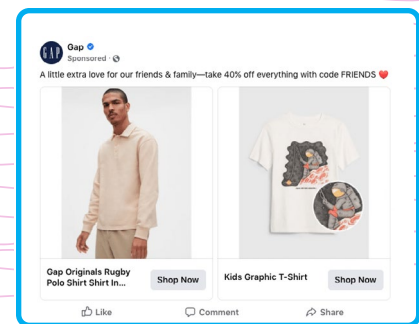 GAP
Gap
Sponsored ·
A little extra love for our friends & family—take 40% off everything with code FRIENDS ❤️
Gap Originals Rugby
Polo Shirt Shirt In...
Shop Now
Kids Graphic T-Shirt
Shop Now
Like
Comment
Share